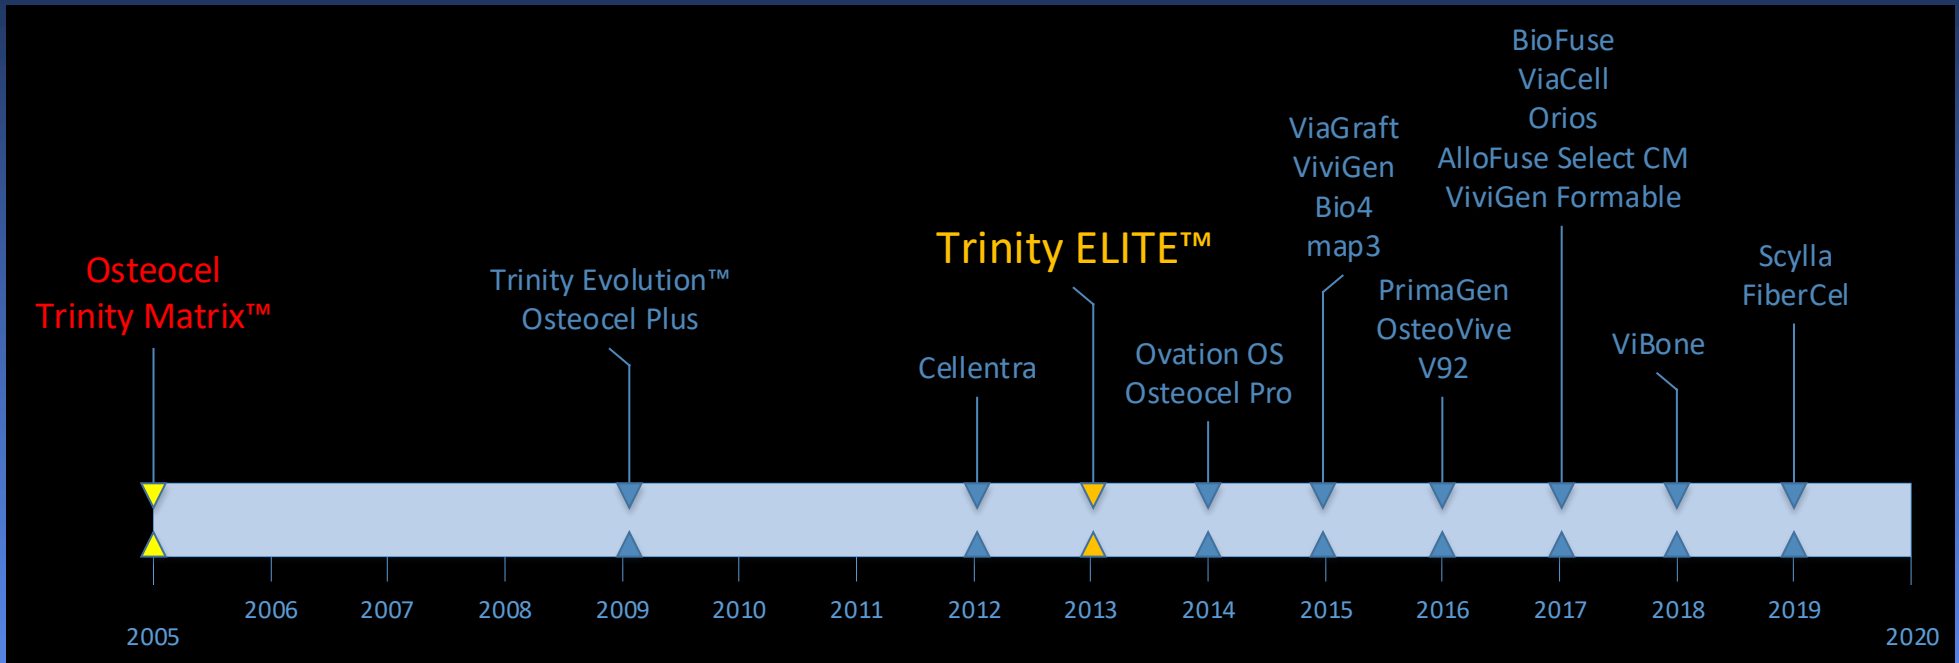 Osteocel
Trinity Matrix™
Trinity Evolution™
Osteocel Plus
Cellentra
Trinity ELITE™
Ovation OS
Osteocel Pro
ViaGraft
ViviGen
Bio4
map3
PrimaGen
OsteoVive
V92
BioFuse
ViaCell
Orios
AlloFuse Select CM
ViviGen Formable
ViBone
Scylla
FiberCel
2005
2006
2007
2008
2009
2010
2011
2012
2013
2014
2015
2016
2017
2018
2019
2020